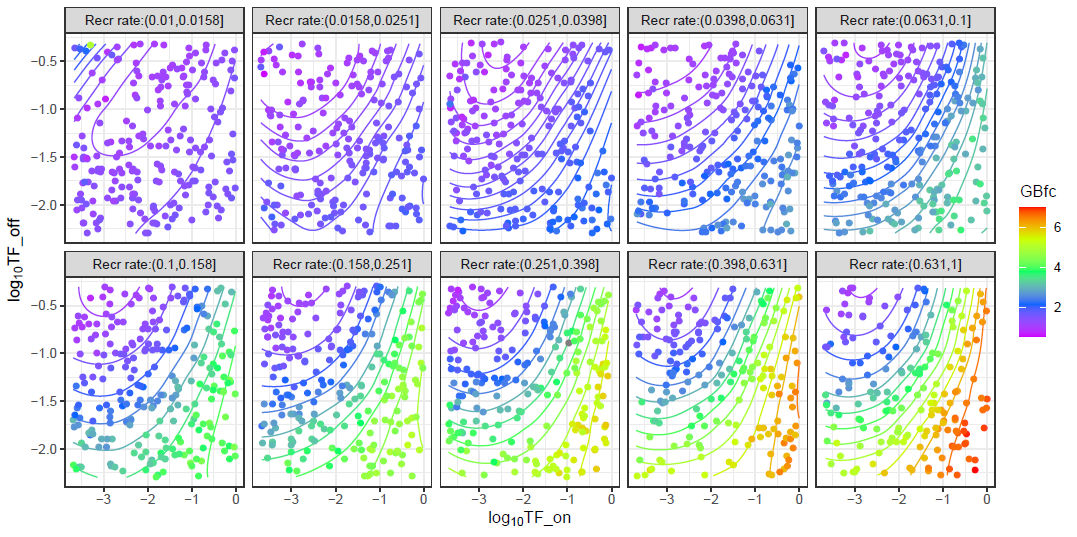 Recr rate:(0.01,0.0158]
Recr rate:(0.0158,0.0251]
Recr rate:(0.0251,0.0398]
Recr rate:(0.0398,0.0631]
Recr rate:(0.0631,0.1]
−0.5
−1.0
−1.5
−2.0
Recr rate:(0.1,0.158]
Recr rate:(0.158,0.251]
Recr rate:(0.251,0.398]
Recr rate:(0.398,0.631]
Recr rate:(0.631,1]
−0.5
−1.0
−1.5
−2.0
−3 −2 −1 0
−3 −2 −1 0
−3 −2 −1 0
−3 −2 −1 0
−3 −2 −1 0
log₁₀TF_on
log₁₀TF_off
GBfc
6
4
2